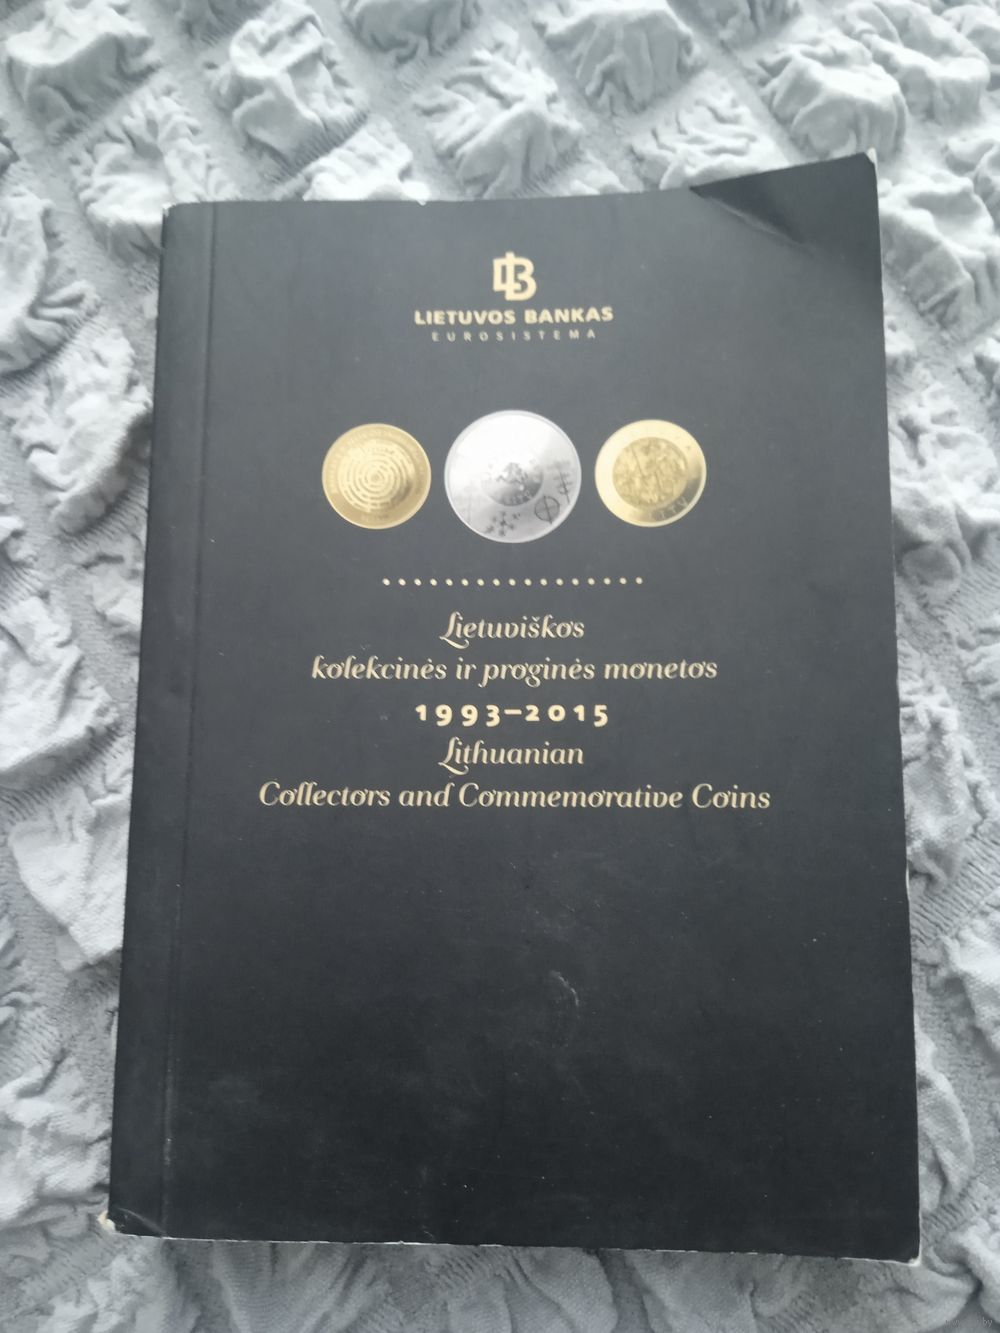 LIETUVOS BANKAS
EUROSISTEMA
Lietuviškos
kolekcinės ir proginės monetos
1993–2015
Lithuanian
Collectors and Commemorative Coins